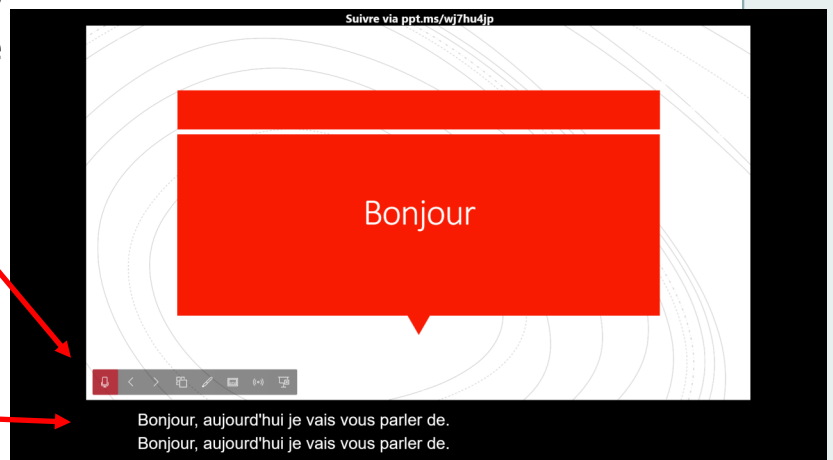 Suivre via ppt.ms/wj7hu4jp
Bonjour
Bonjour, aujourd'hui je vais vous parler de.
Bonjour, aujourd'hui je vais vous parler de.